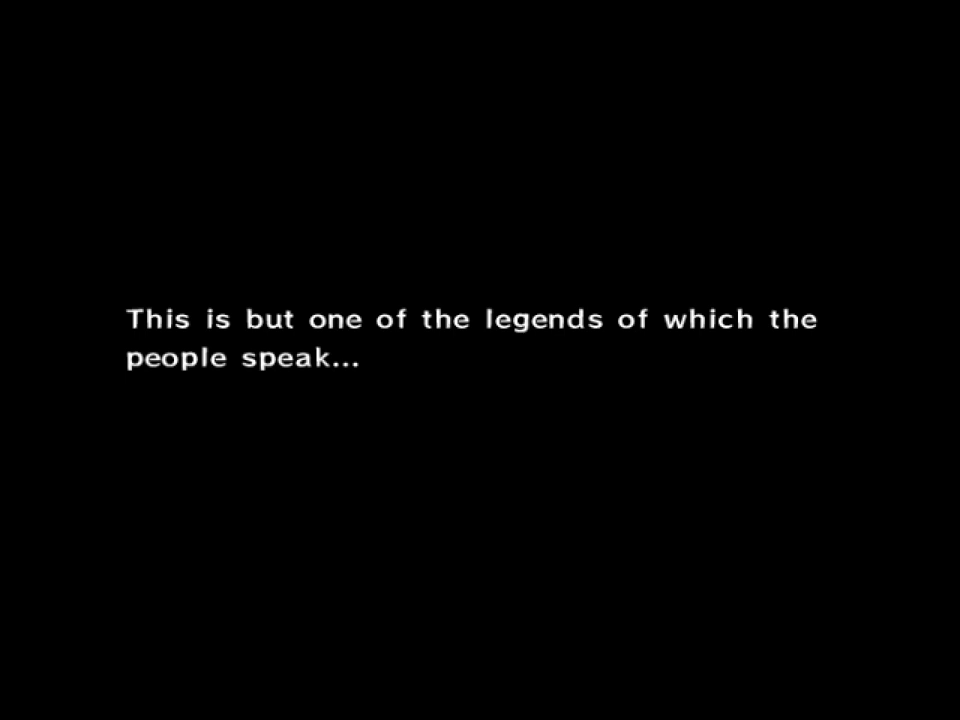 This is but one of the legends of which the
people speak...